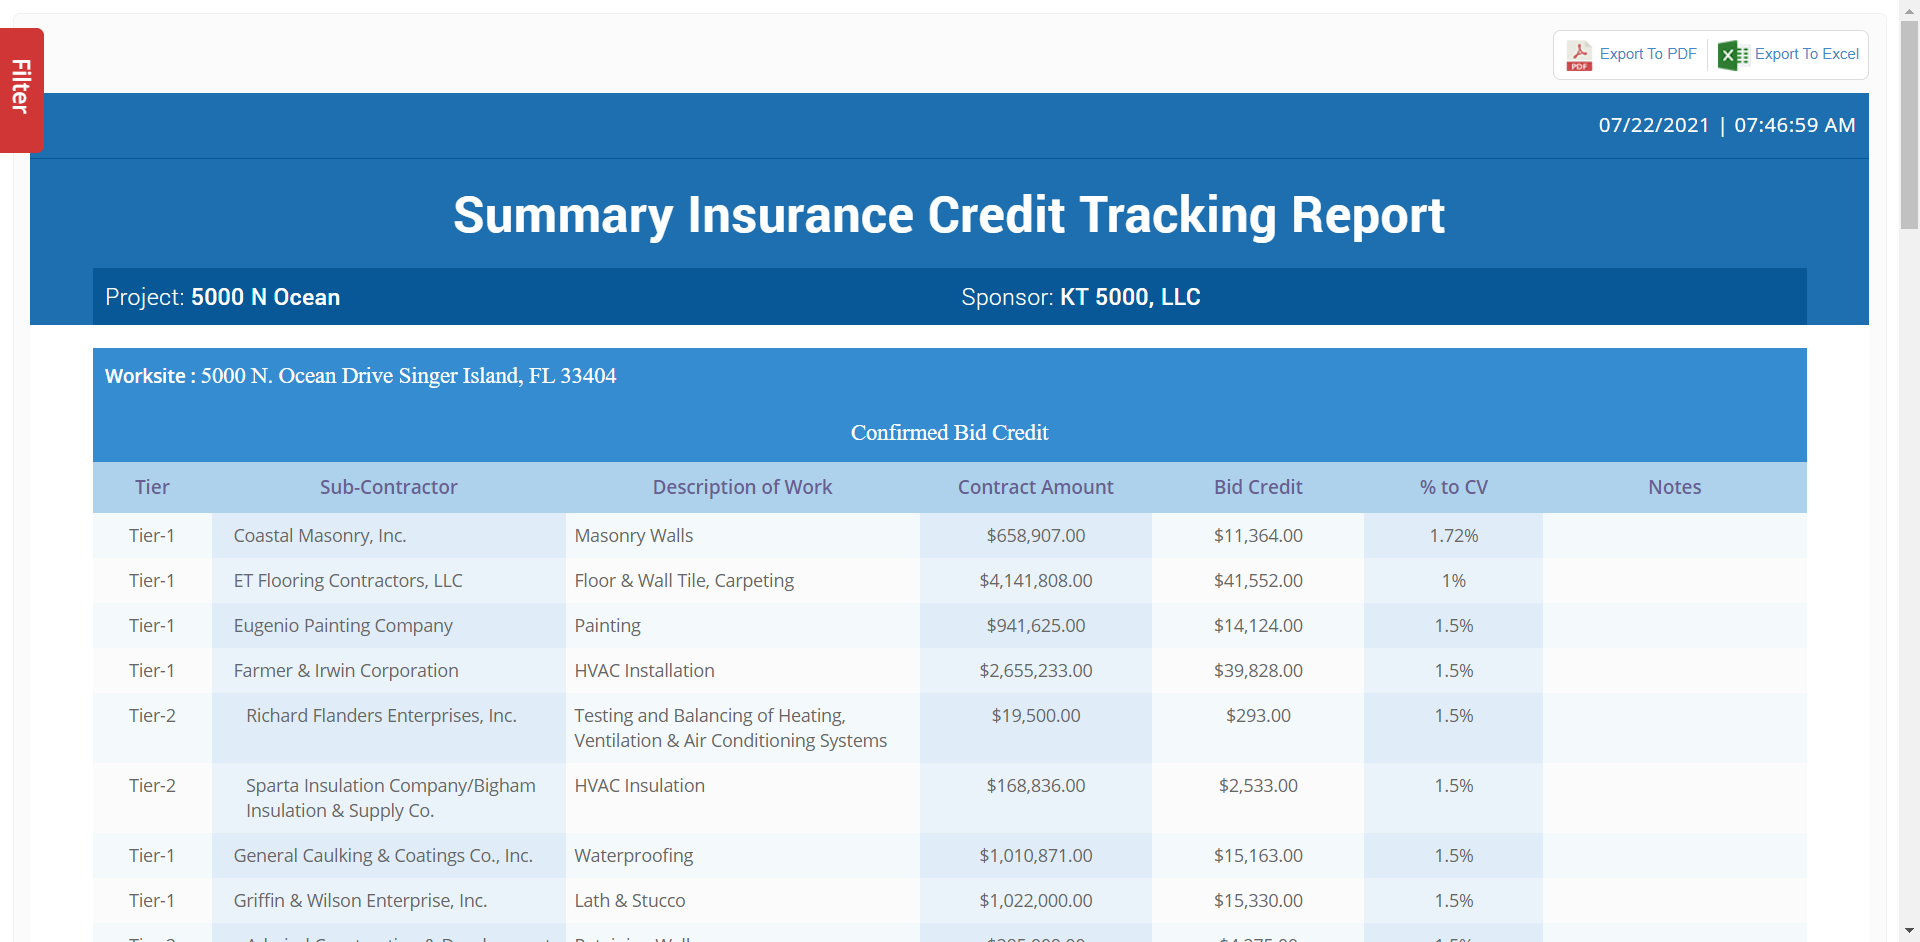 Filter
Export To PDF
Export To Excel
07/22/2021 | 07:46:59 AM
Summary Insurance Credit Tracking Report
Project: 5000 N Ocean
Sponsor: KT 5000, LLC
Worksite : 5000 N. Ocean Drive Singer Island, FL 33404
Confirmed Bid Credit
Tier Sub-Contractor Description of Work Contract Amount Bid Credit % to CV Notes
Tier-1 Coastal Masonry, Inc. Masonry Walls $658,907.00 $11,364.00 1.72%
Tier-1 ET Flooring Contractors, LLC Floor & Wall Tile, Carpeting $4,141,808.00 $41,552.00 1%
Tier-1 Eugenio Painting Company Painting $941,625.00 $14,124.00 1.5%
Tier-1 Farmer & Irwin Corporation HVAC Installation $2,655,233.00 $39,828.00 1.5%
Tier-2 Richard Flanders Enterprises, Inc. Testing and Balancing of Heating, $19,500.00 $293.00 1.5%
Ventilation & Air Conditioning Systems
Tier-2 Sparta Insulation Company/Bigham HVAC Insulation $168,836.00 $2,533.00 1.5%
Insulation & Supply Co.
Tier-1 General Caulking & Coatings Co., Inc. Waterproofing $1,010,871.00 $15,163.00 1.5%
Tier-1 Griffin & Wilson Enterprise, Inc. Lath & Stucco $1,022,000.00 $15,330.00 1.5%